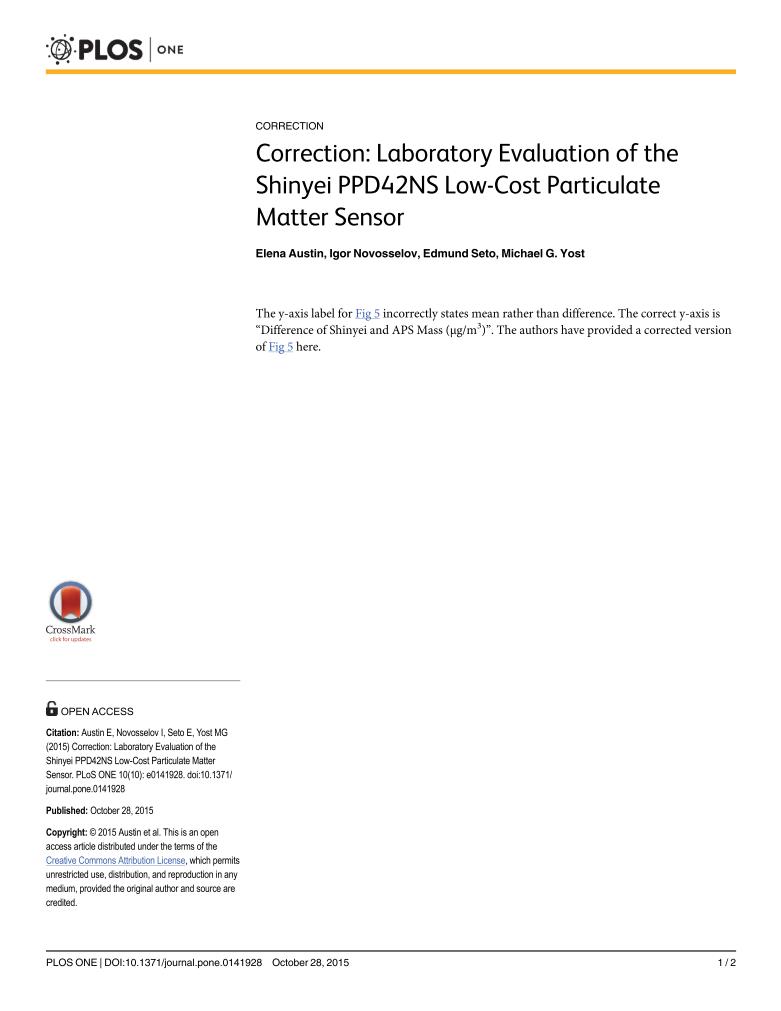 PLOS | ONE
CORRECTION
Correction: Laboratory Evaluation of the
Shinyei PPD42NS Low-Cost Particulate
Matter Sensor
Elena Austin, Igor Novosselov, Edmund Seto, Michael G. Yost
The y-axis label for Fig 5 incorrectly states mean rather than difference. The correct y-axis is
“Difference of Shinyei and APS Mass (μg/m³)”. The authors have provided a corrected version
of Fig 5 here.
CrossMark
click for updates
OPEN ACCESS
Citation: Austin E, Novosselov I, Seto E, Yost MG
(2015) Correction: Laboratory Evaluation of the
Shinyei PPD42NS Low-Cost Particulate Matter
Sensor. PLoS ONE 10(10): e0141928. doi:10.1371/
journal.pone.0141928
Published: October 28, 2015
Copyright: © 2015 Austin et al. This is an open
access article distributed under the terms of the
Creative Commons Attribution License, which permits
unrestricted use, distribution, and reproduction in any
medium, provided the original author and source are
credited.
PLOS ONE | DOI:10.1371/journal.pone.0141928 October 28, 2015
1 / 2